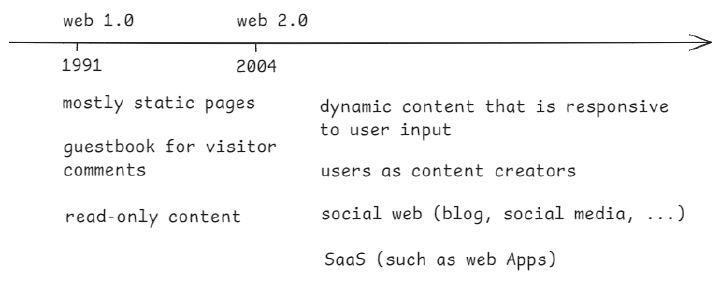 web 1.0
web 2.0
1991
2004
mostly static pages
guestbook for visitor
comments
read-only content
dynamic content that is responsive
to user input
users as content creators
social web (blog, social media, ...)
SaaS (such as web Apps)